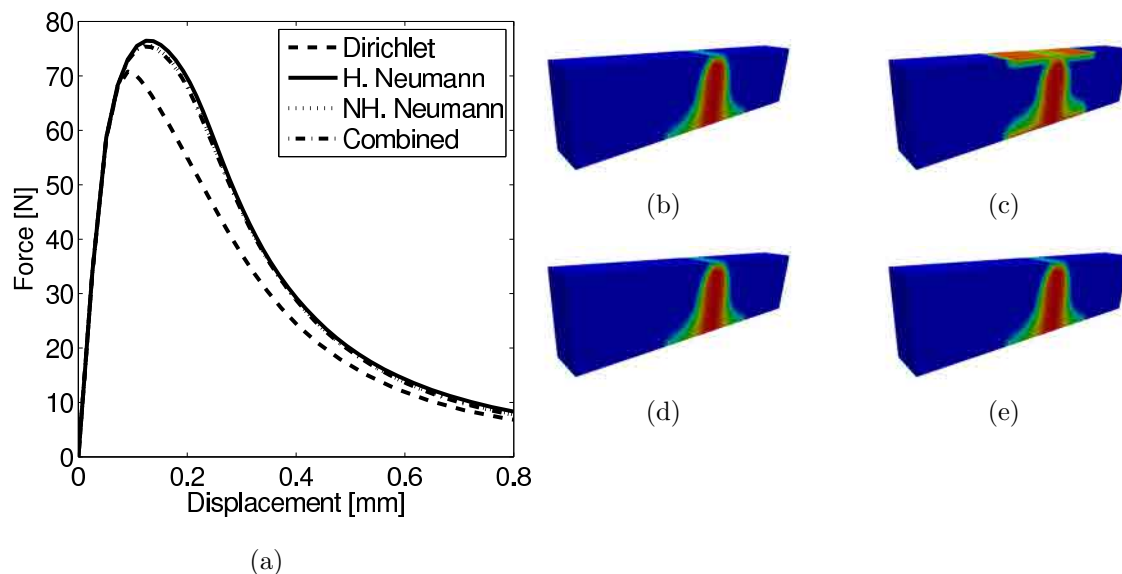 80
70
60
50
40
30
20
10
0
Force [N]
0
0.2
0.4
0.6
0.8
Displacement [mm]
Dirichlet
H. Neumann
NH. Neumann
Combined
(a)
(b)
(c)
(d)
(e)